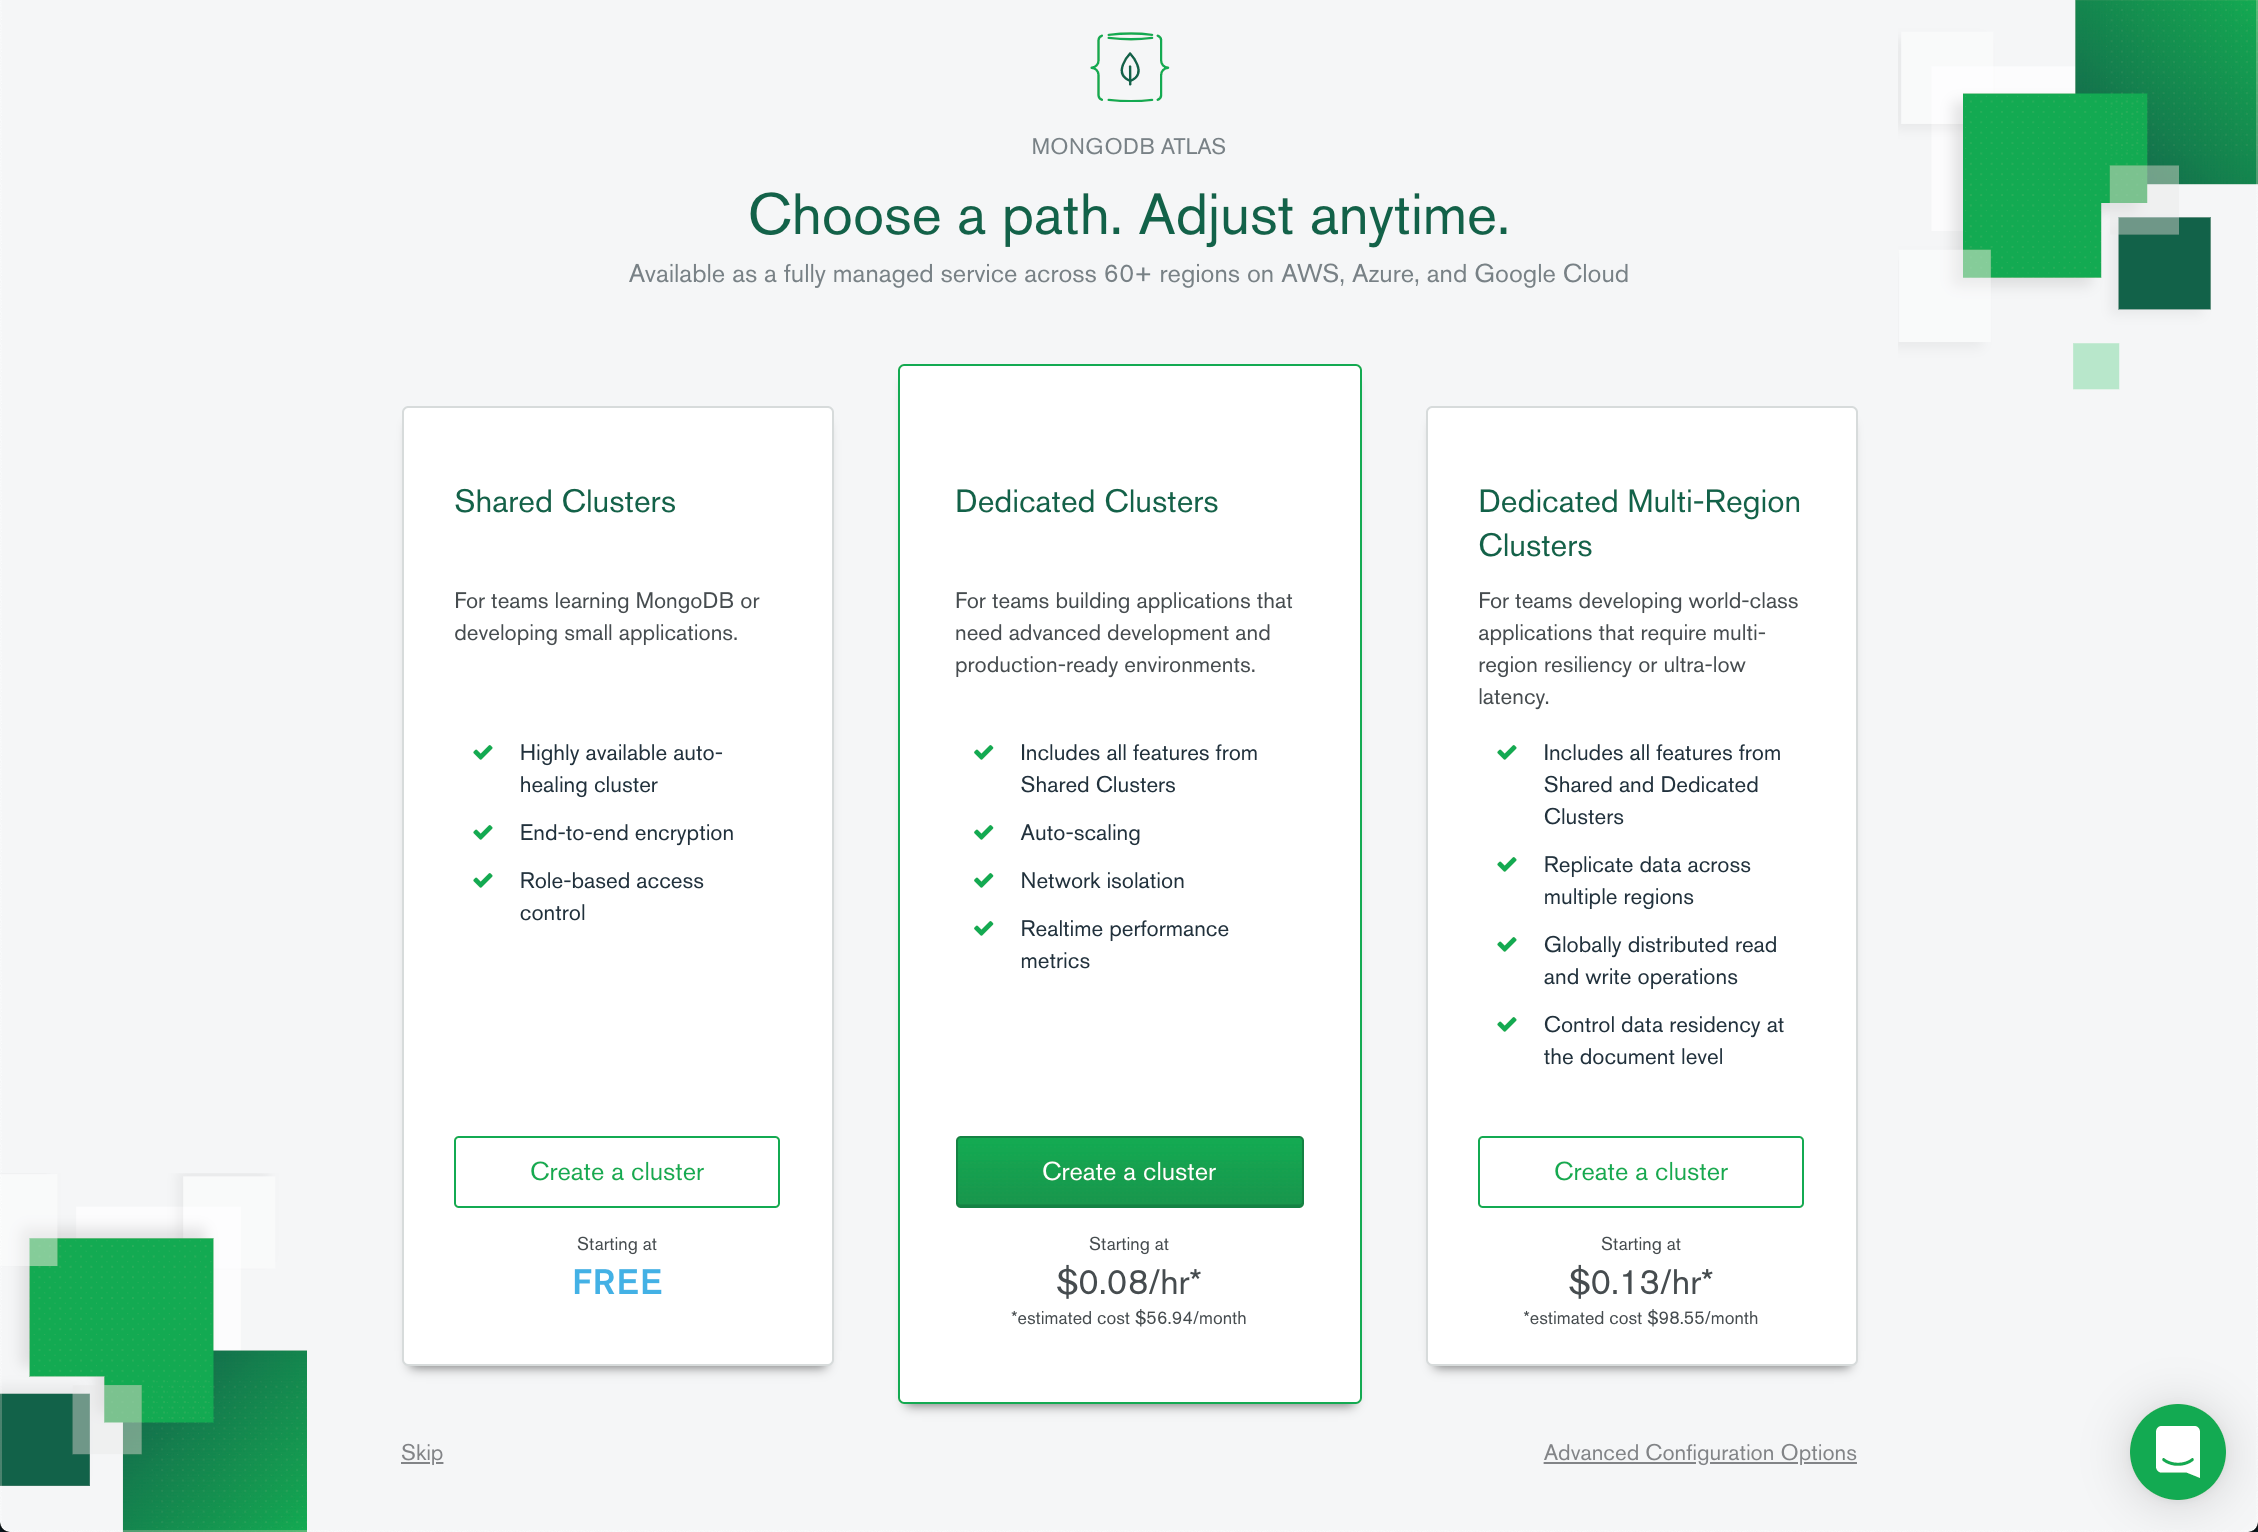 MONGODB ATLAS
Choose a path. Adjust anytime.
Available as a fully managed service across 60+ regions on AWS, Azure, and Google Cloud
Shared Clusters
For teams learning MongoDB or
developing small applications.
Highly available auto-
healing cluster
End-to-end encryption
Role-based access
control
Create a cluster
Starting at
FREE
Dedicated Clusters
For teams building applications that
need advanced development and
production-ready environments.
Includes all features from
Shared Clusters
Auto-scaling
Network isolation
Realtime performance
metrics
Create a cluster
Starting at
$0.08/hr*
*estimated cost $56.94/month
Dedicated Multi-Region
Clusters
For teams developing world-class
applications that require multi-
region resiliency or ultra-low
latency.
Includes all features from
Shared and Dedicated
Clusters
Replicate data across
multiple regions
Globally distributed read
and write operations
Control data residency at
the document level
Create a cluster
Starting at
$0.13/hr*
*estimated cost $98.55/month
Skip
Advanced Configuration Options